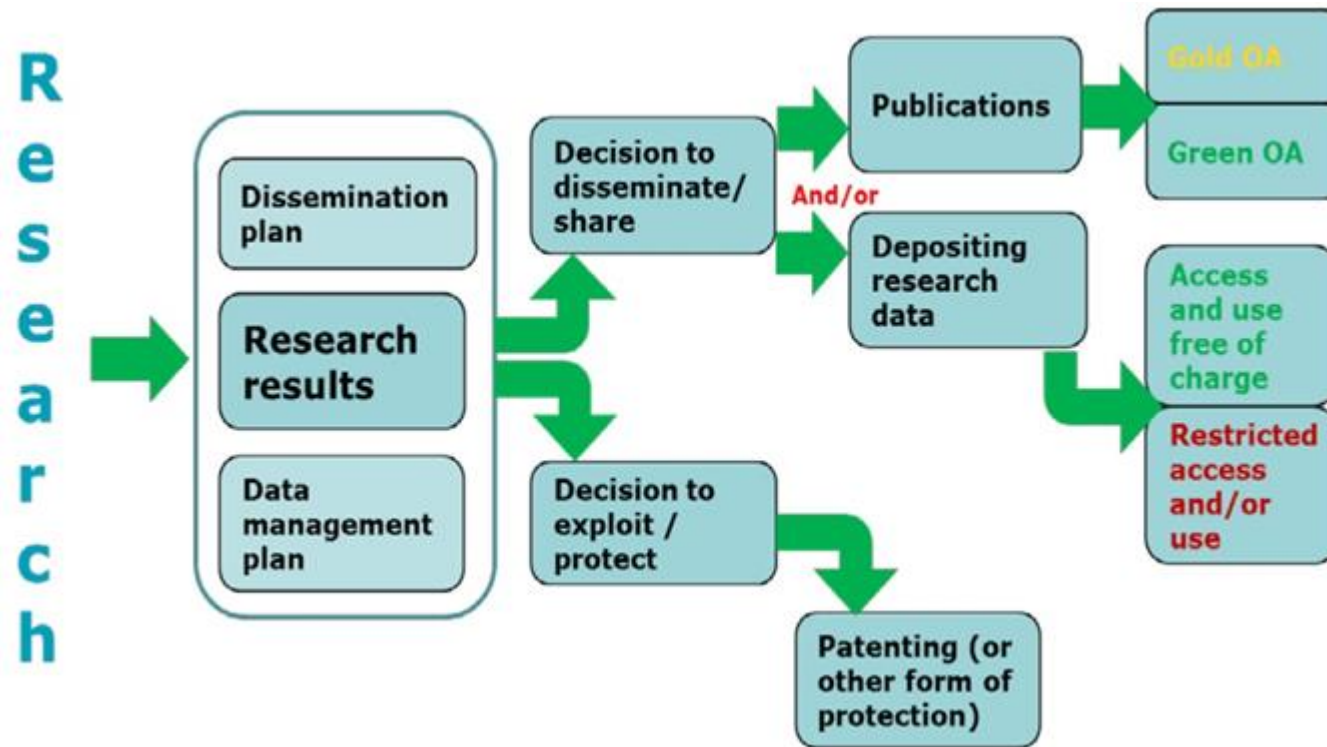 Research
Dissemination
plan
Research
results
Data
management
plan
Decision to
disseminate/
share
Decision to
exploit /
protect
And/or
Publications
Depositing
research
data
Patenting (or
other form of
protection)
Gold OA
Green OA
Access
and use
free of
charge
Restricted
access
and/or
use